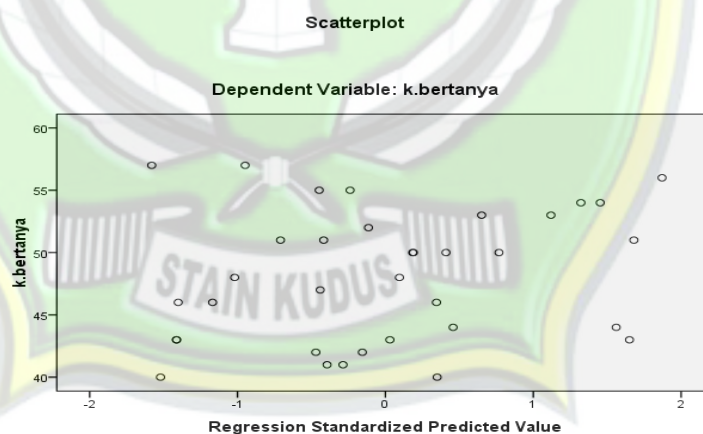 Scatterplot
Dependent Variable: k.bertanya
60
55
50
45
40
k.bertanya
STAIN KUDUS
-2 -1 0 1 2
Regression Standardized Predicted Value